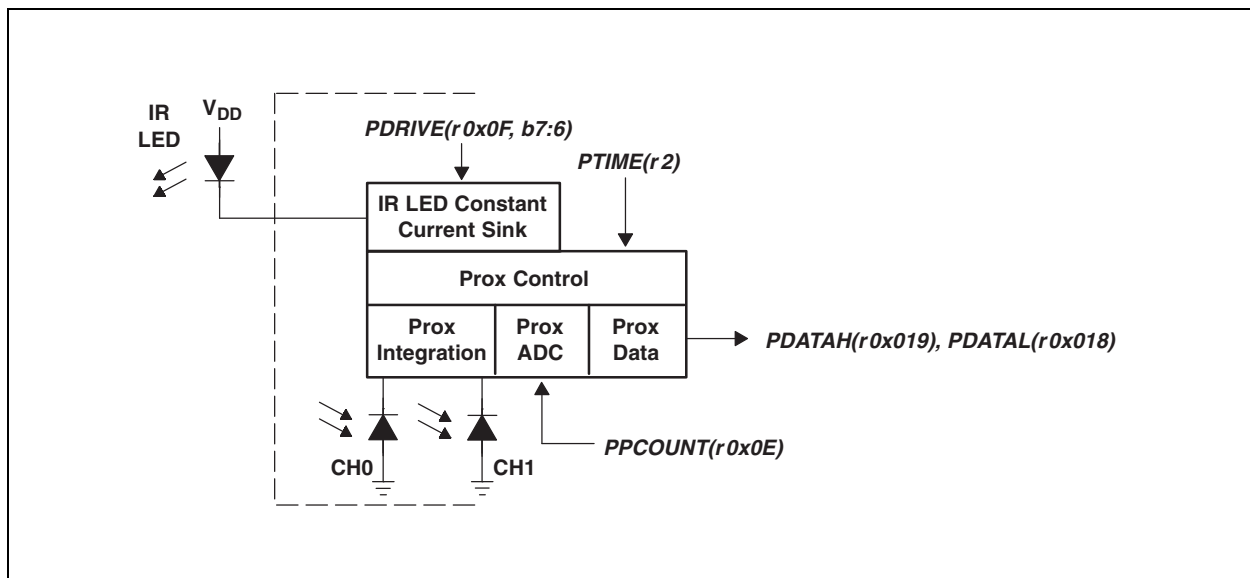 IR
LED
VDD
PDRIVE(r0x0F, b7:6)
PTIME(r2)
IR LED Constant
Current Sink
Prox Control
Prox
Integration
Prox
ADC
Prox
Data
PDATAH(r0x019), PDATAL(r0x018)
CH0
CH1
PPCOUNT(r0x0E)